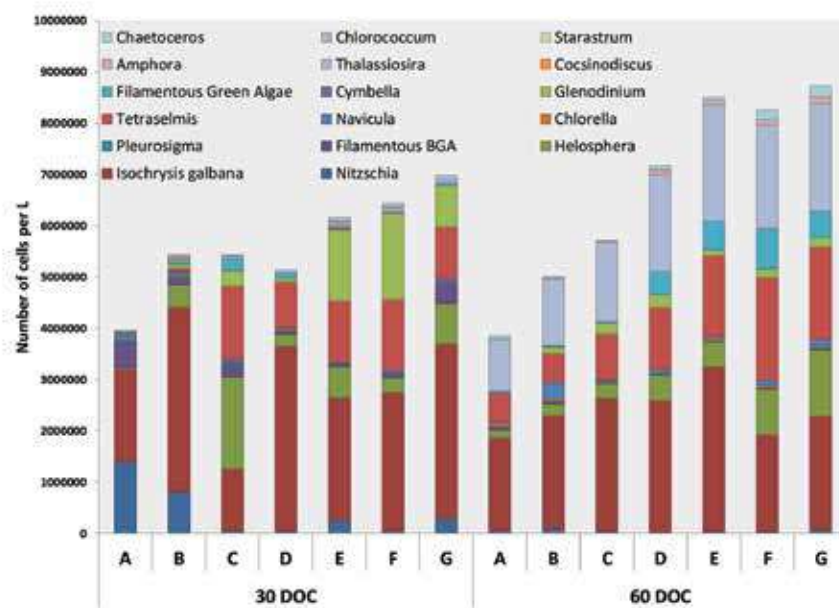 10000000
9000000
8000000
7000000
6000000
5000000
4000000
3000000
2000000
1000000
0
Number of cells per L
Chaetoceros Chlorococcum Starastrum
Amphora Thalassiosira Cocsinodiscus
Filamentous Green Algae Cymbella Glenodinium
Tetraselmis Navicula Chlorella
Pleurosigma Filamentous BGA Helosphera
Isochrysis galbana Nitzschia
A B C D E F G A B C D E F G
30 DOC 60 DOC